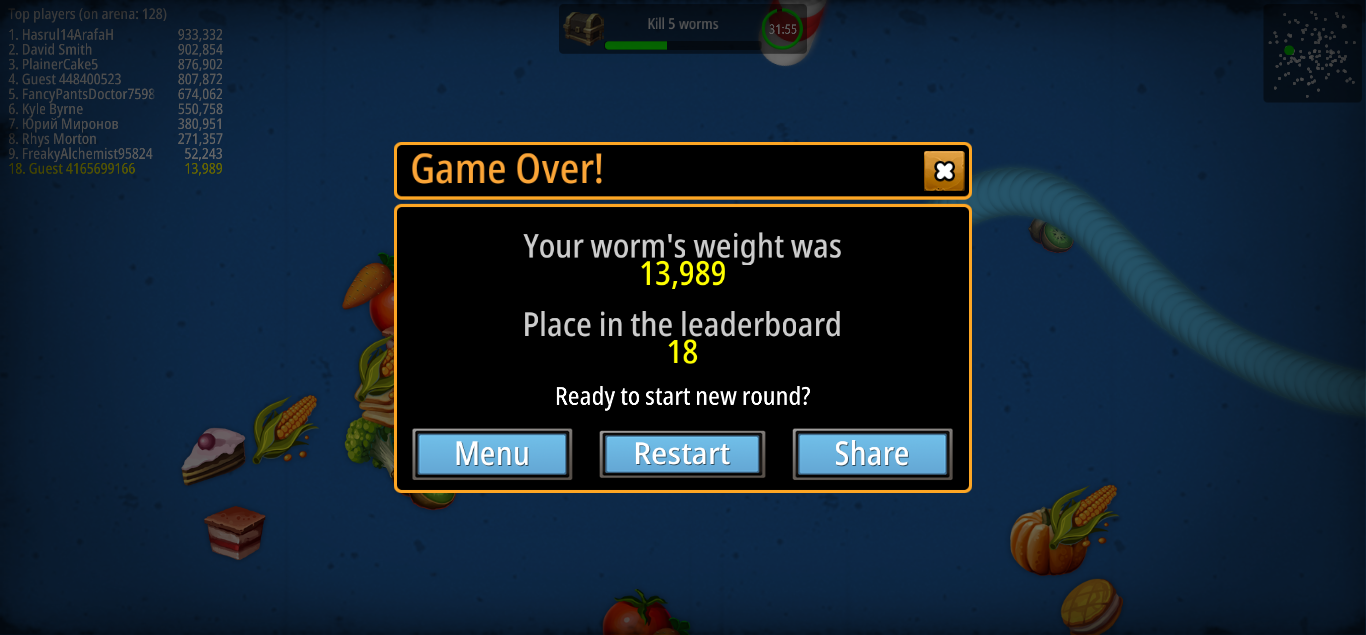 Top players (on arena: 128)
1. Hasrul14ArafaH 933,332
2. David Smith 902,854
3. PlainerCake5 876,902
4. Guest 448400523 807,872
5. FancyPantsDoctor7598 674,062
6. Kyle Byrne 550,758
7. Юрий Миронов 380,951
8. Rhys Morton 271,357
9. FreakyAlchemist95824 52,243
18. Guest 4165699166 13,989
Kill 5 worms
31:55
Game Over!
Your worm's weight was
13,989
Place in the leaderboard
18
Ready to start new round?
Menu Restart Share